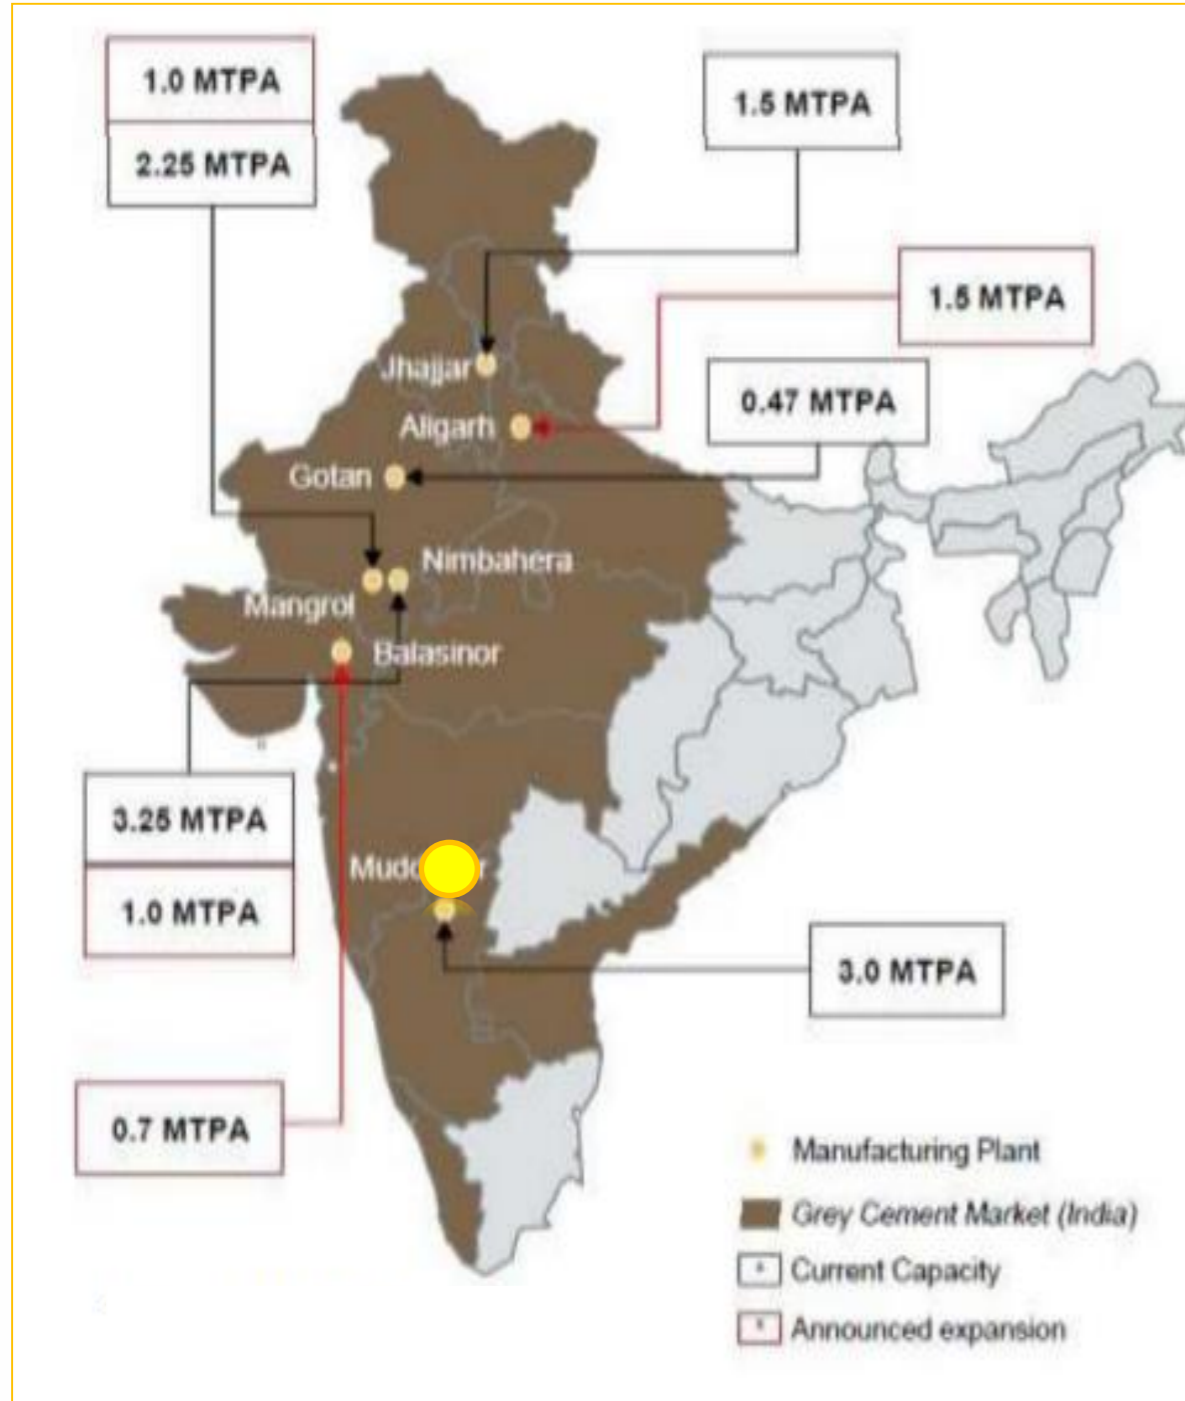 1.0 MTPA
2.25 MTPA
1.5 MTPA
1.5 MTPA
Jhajjar
0.47 MTPA
Aligarh
Gotan
Nimbahera
Mangrol
Balasinor
3.25 MTPA
1.0 MTPA
3.0 MTPA
0.7 MTPA
Manufacturing Plant
Grey Cement Market (India)
Current Capacity
Announced expansion